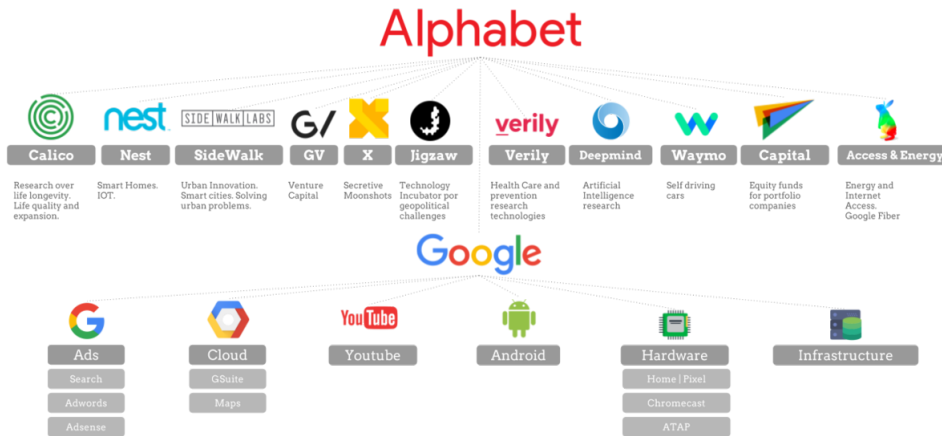 Alphabet
nest
SIDE WALK LABS
G/
verily
Calico
Nest
SideWalk
GV
X
Jigzaw
Verily
Deepmind
Waymo
Capital
Access & Energy
Research over
life longevity.
Life quality and
expansion.
Smart Homes.
IOT.
Urban Innovation.
Smart cities. Solving
urban problems.
Venture
Capital
Secretive
Moonshots
Technology
Incubator por
geopolitical
challenges
Health Care and
prevention
research
technologies
Artificial
Intelligence
research
Self driving
cars
Equity funds
for portfolio
companies
Energy and
Internet
Access.
Google Fiber
Google
G
YouTube
Ads
Cloud
Youtube
Android
Hardware
Infrastructure
Search
GSuite
Home | Pixel
Adwords
Maps
Chromecast
Adsense
ATAP